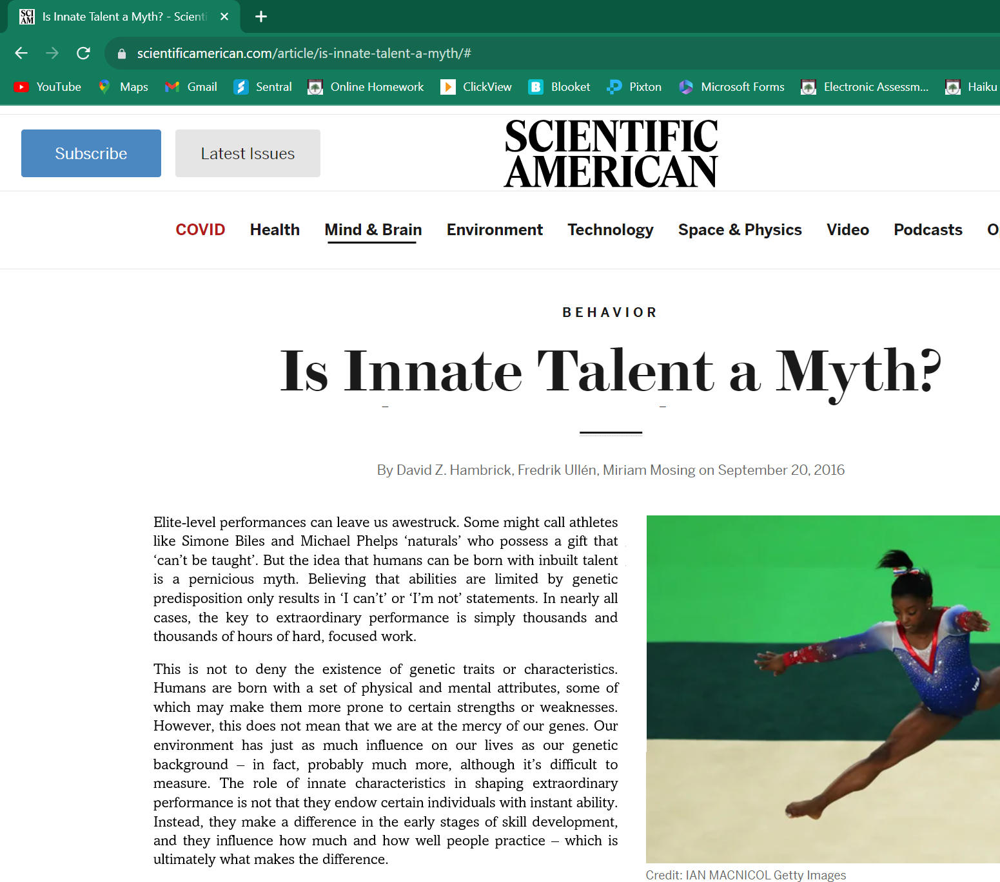 SCI
AM
Is Innate Talent a Myth? - Scienti
scientificamerican.com/article/is-innate-talent-a-myth/#
YouTube Maps Gmail Sentral Online Homework ClickView Blooket Pixton Microsoft Forms Electronic Assessm... Haiku
Subscribe
Latest Issues
SCIENTIFIC
AMERICAN
COVID Health Mind & Brain Environment Technology Space & Physics Video Podcasts
BEHAVIOR
Is Innate Talent a Myth?
By David Z. Hambrick, Fredrik Ullén, Miriam Mosing on September 20, 2016
Elite-level performances can leave us awestruck. Some might call athletes
like Simone Biles and Michael Phelps ‘naturals’ who possess a gift that
‘can’t be taught’. But the idea that humans can be born with inbuilt talent
is a pernicious myth. Believing that abilities are limited by genetic
predisposition only results in ‘I can’t’ or ‘I’m not’ statements. In nearly all
cases, the key to extraordinary performance is simply thousands and
thousands of hours of hard, focused work.
This is not to deny the existence of genetic traits or characteristics.
Humans are born with a set of physical and mental attributes, some of
which may make them more prone to certain strengths or weaknesses.
However, this does not mean that we are at the mercy of our genes. Our
environment has just as much influence on our lives as our genetic
background – in fact, probably much more, although it’s difficult to
measure. The role of innate characteristics in shaping extraordinary
performance is not that they endow certain individuals with instant ability.
Instead, they make a difference in the early stages of skill development,
and they influence how much and how well people practice – which is
ultimately what makes the difference.
Credit: IAN MACNICOL Getty Images